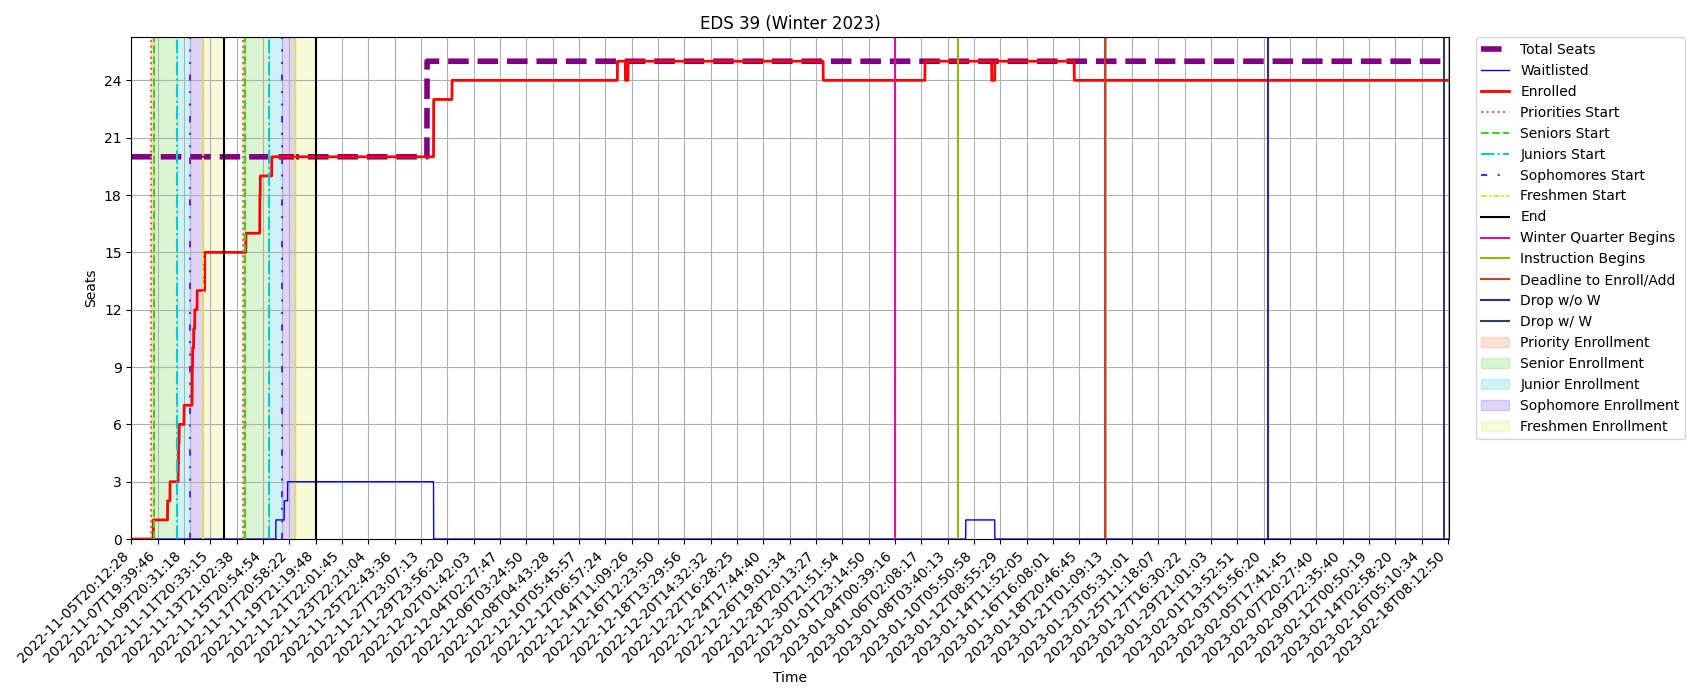 EDS 39 (Winter 2023)
Seats
24
21
18
15
12
9
6
3
0
2022-11-05T20:12:28
2022-11-07T19:39:46
2022-11-09T20:31:18
2022-11-11T20:33:15
2022-11-13T21:02:38
2022-11-15T20:54:54
2022-11-17T20:58:22
2022-11-19T21:19:48
2022-11-21T22:01:45
2022-11-23T22:21:04
2022-11-25T22:43:36
2022-11-27T23:07:13
2022-11-29T23:56:20
2022-12-02T01:42:03
2022-12-04T02:27:47
2022-12-06T03:24:50
2022-12-08T04:43:28
2022-12-10T05:45:57
2022-12-12T06:57:24
2022-12-14T11:09:26
2022-12-16T12:23:50
2022-12-18T13:29:56
2022-12-20T14:32:32
2022-12-22T16:28:25
2022-12-24T17:44:40
2022-12-26T19:01:34
2022-12-28T20:13:27
2022-12-30T21:51:54
2023-01-01T23:14:50
2023-01-04T00:39:16
2023-01-06T02:08:17
2023-01-08T03:40:13
2023-01-10T05:50:58
2023-01-12T08:55:29
2023-01-14T11:52:05
2023-01-16T16:08:01
2023-01-18T20:46:45
2023-01-21T01:09:13
2023-01-23T05:31:01
2023-01-25T11:18:07
2023-01-27T16:30:22
2023-01-29T21:01:03
2023-02-01T13:52:51
2023-02-03T15:56:20
2023-02-05T17:41:45
2023-02-07T20:27:40
2023-02-09T22:35:40
2023-02-12T00:50:19
2023-02-14T02:58:20
2023-02-16T05:10:34
2023-02-18T08:12:50
Time
Total Seats
Waitlisted
Enrolled
Priorities Start
Seniors Start
Juniors Start
Sophomores Start
Freshmen Start
End
Winter Quarter Begins
Instruction Begins
Deadline to Enroll/Add
Drop w/o W
Drop w/ W
Priority Enrollment
Senior Enrollment
Junior Enrollment
Sophomore Enrollment
Freshmen Enrollment